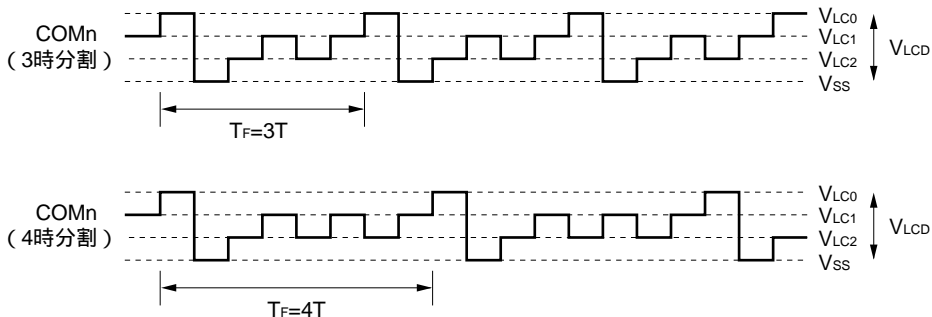 COMn
(3時分割)
VLC0
VLC1
VLC2
VSS
VLCD
TF=3T
COMn
(4時分割)
VLC0
VLC1
VLC2
VSS
VLCD
TF=4T